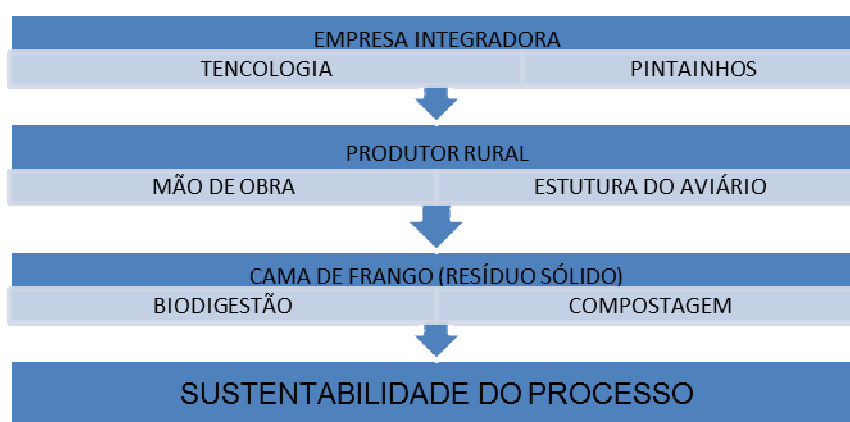 EMPRESA INTEGRADORA
TENCOLOGIA PINTAINHOS
PRODUTOR RURAL
MÃO DE OBRA ESTUTURA DO AVIÁRIO
CAMA DE FRANGO (RESÍDUO SÓLIDO)
BIODIGESTÃO COMPOSTAGEM
SUSTENTABILIDADE DO PROCESSO